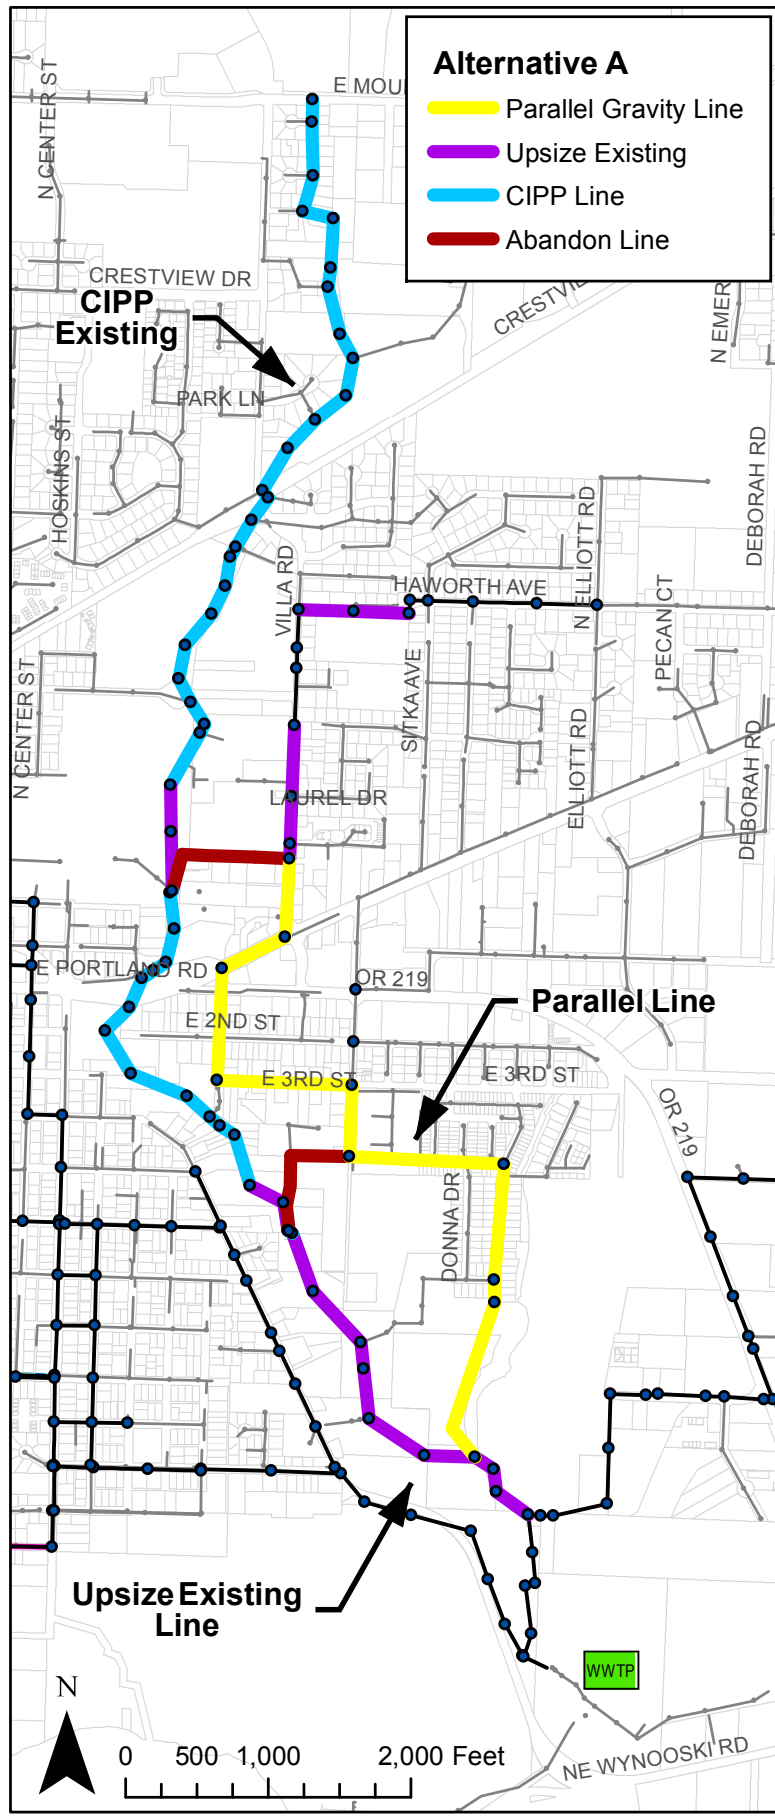 Alternative A
Parallel Gravity Line
Upsize Existing
CIPP Line
Abandon Line
E MOU
N CENTER ST
CRESTVIEW DR
CRESTVIE
N EMER
CIPP
Existing
PARK LN
HOSKINS ST
DEBORAH RD
N ELLIOTT RD
VILLA RD
HAWORTH AVE
PECAN CT
SITKA AVE
N CENTER ST
ELLIOTT RD
DEBORAH RD
LAUREL DR
E PORTLAND RD
OR 219
Parallel Line
E 2ND ST
E 3RD ST
E 3RD ST
OR 219
DONNA DR
Upsize Existing
Line
WWTP
N
NE WYNOOSKI RD
0 500 1,000 2,000 Feet